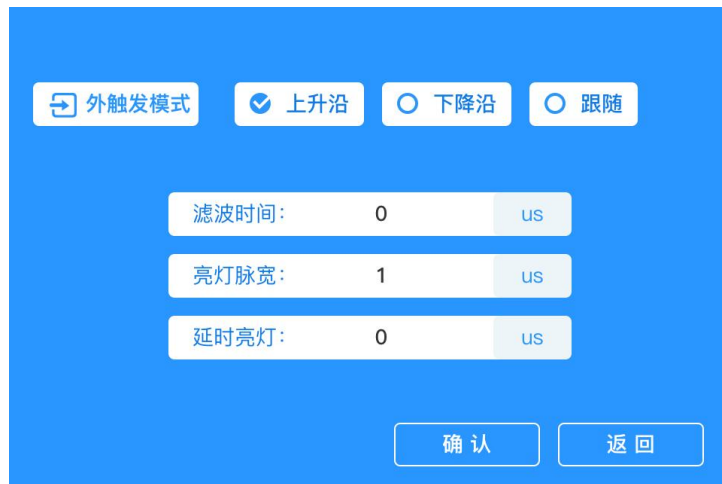 外触发模式 上升沿 下降沿 跟随
滤波时间： 0 us
亮灯脉宽： 1 us
延时亮灯： 0 us
确认 返回